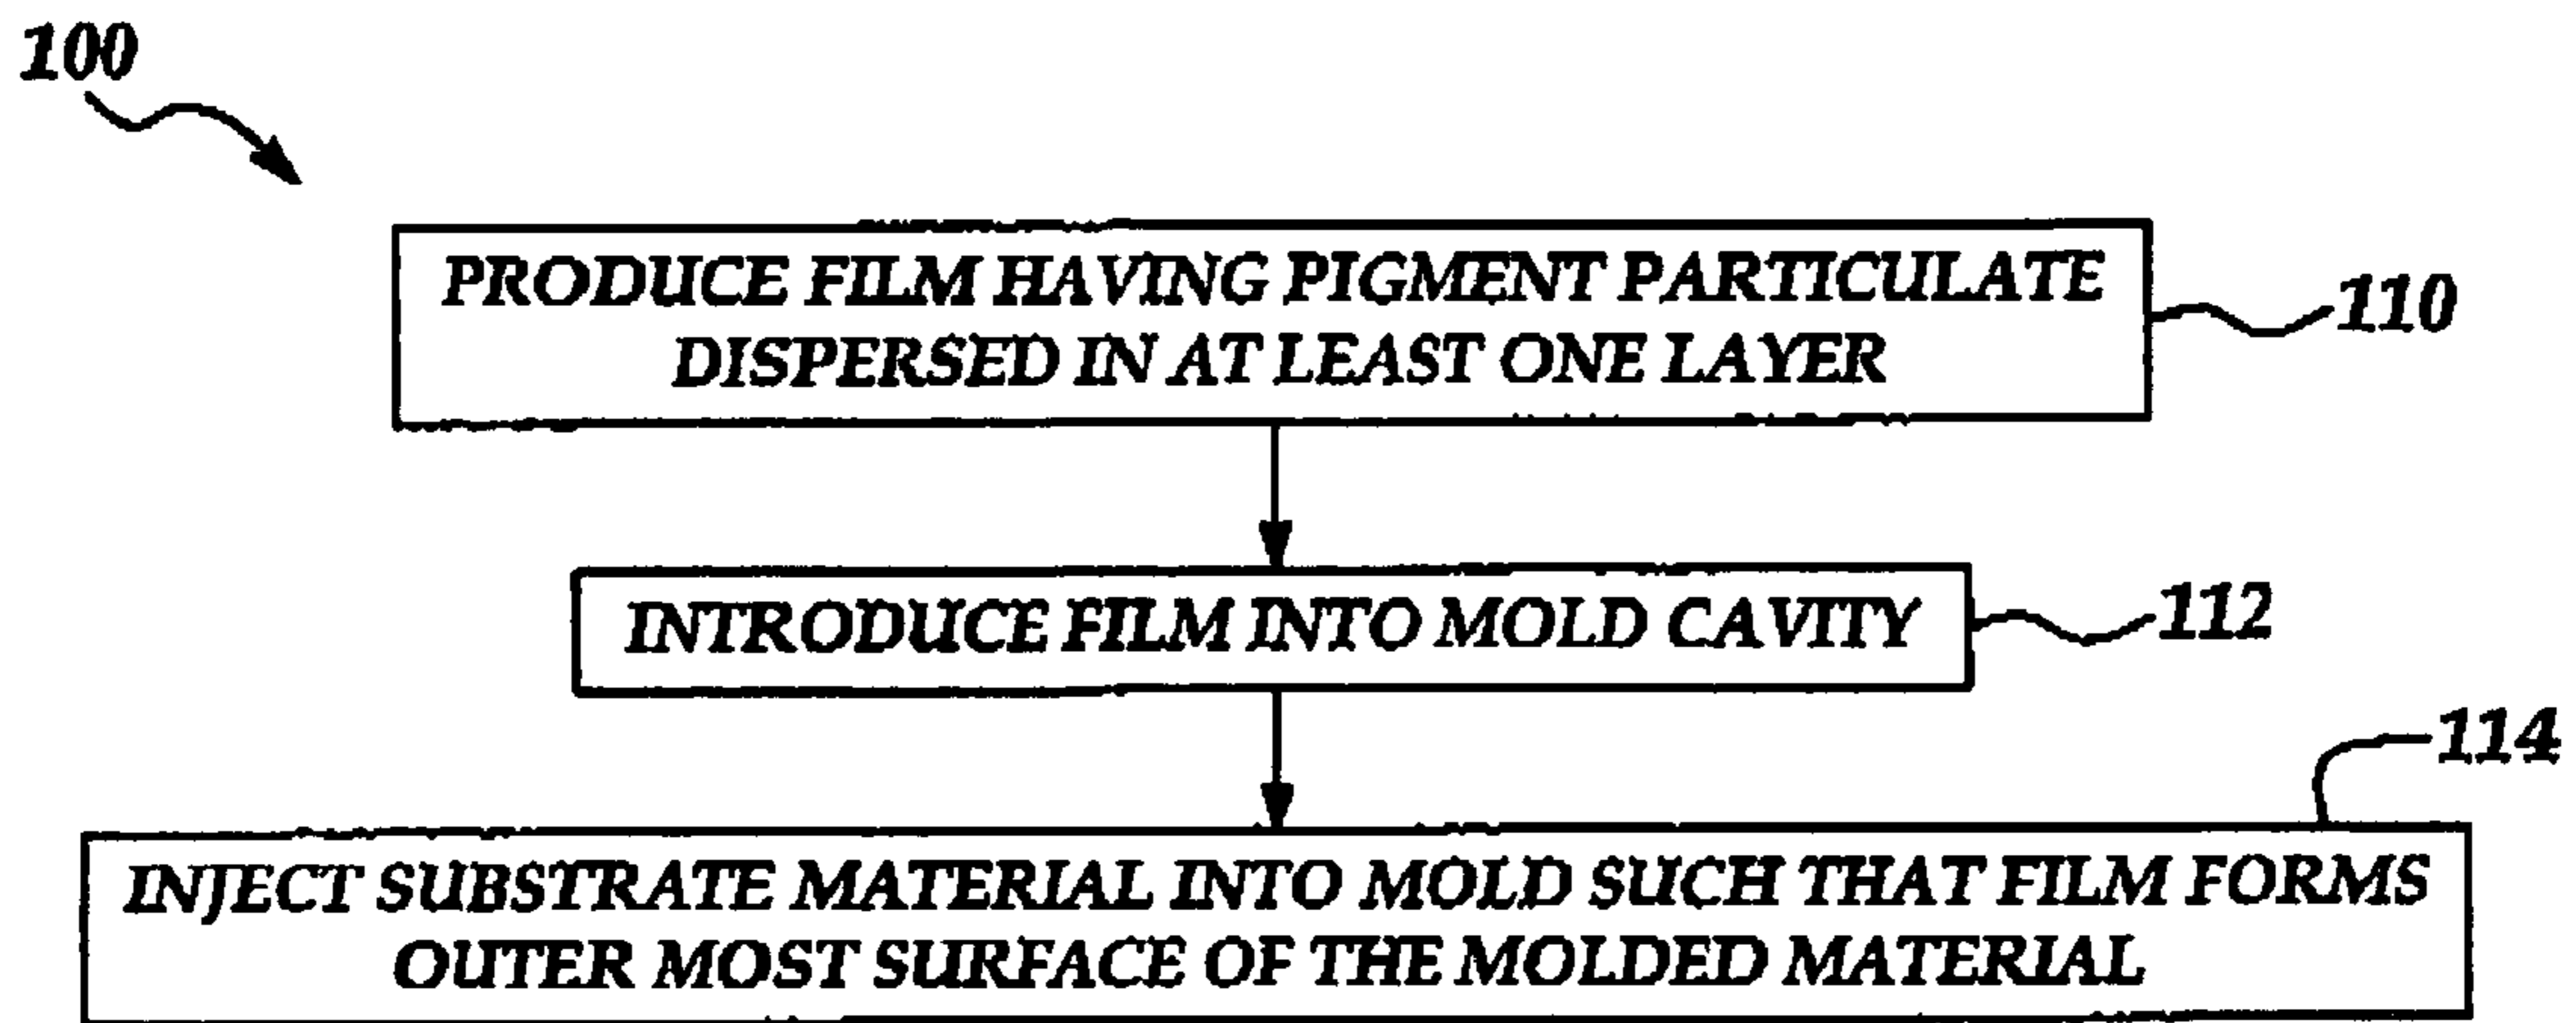 100
PRODUCE FILM HAVING PIGMENT PARTICULATE
DISPERSED IN AT LEAST ONE LAYER
110
INTRODUCE FILM INTO MOLD CAVITY
112
114
INJECT SUBSTRATE MATERIAL INTO MOLD SUCH THAT FILM FORMS
OUTER MOST SURFACE OF THE MOLDED MATERIAL